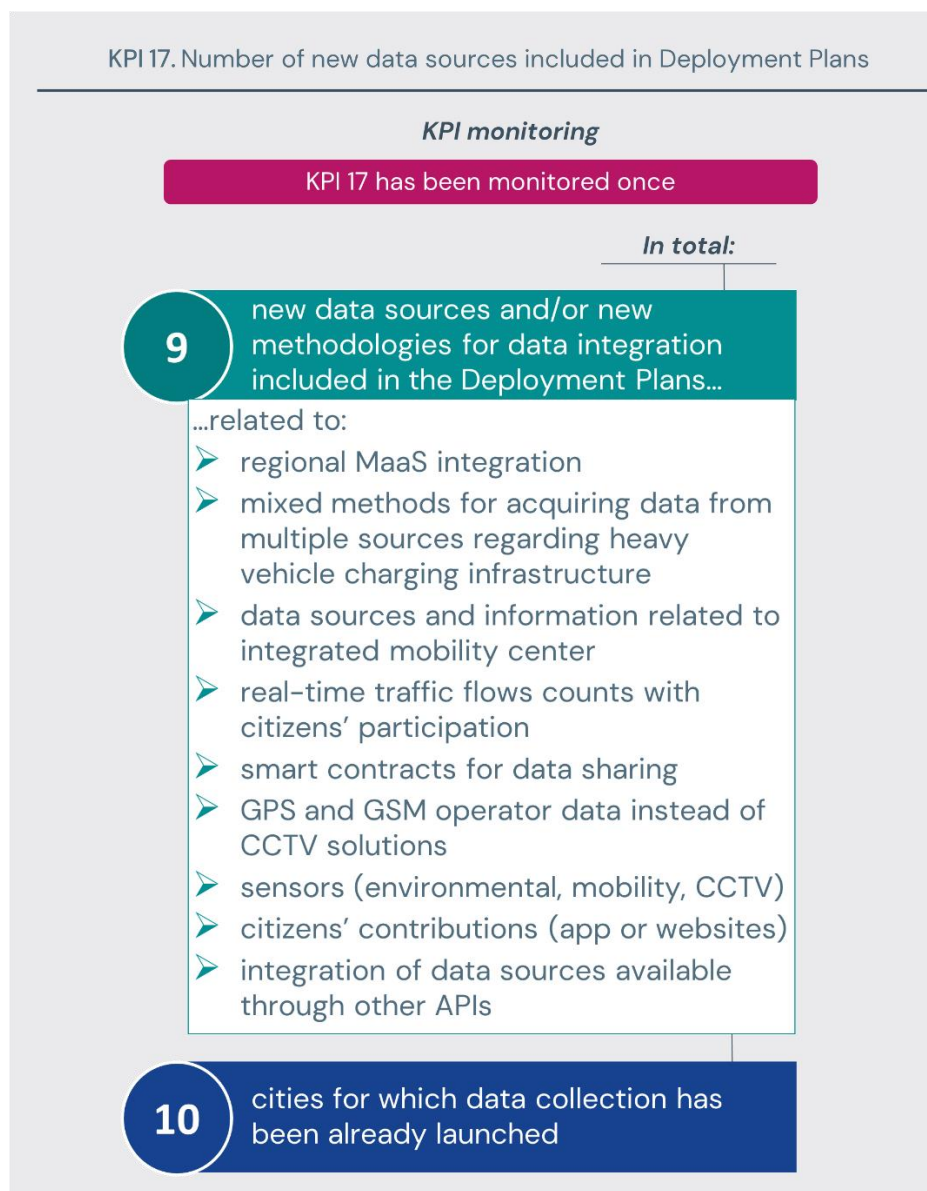 KPI 17. Number of new data sources included in Deployment Plans
KPI monitoring
KPI 17 has been monitored once
In total:
9
new data sources and/or new
methodologies for data integration
included in the Deployment Plans…
…related to:
➢ regional MaaS integration
➢ mixed methods for acquiring data from
multiple sources regarding heavy
vehicle charging infrastructure
➢ data sources and information related to
integrated mobility center
➢ real-time traffic flows counts with
citizens’ participation
➢ smart contracts for data sharing
➢ GPS and GSM operator data instead of
CCTV solutions
➢ sensors (environmental, mobility, CCTV)
➢ citizens’ contributions (app or websites)
➢ integration of data sources available
through other APIs
10
cities for which data collection has
been already launched